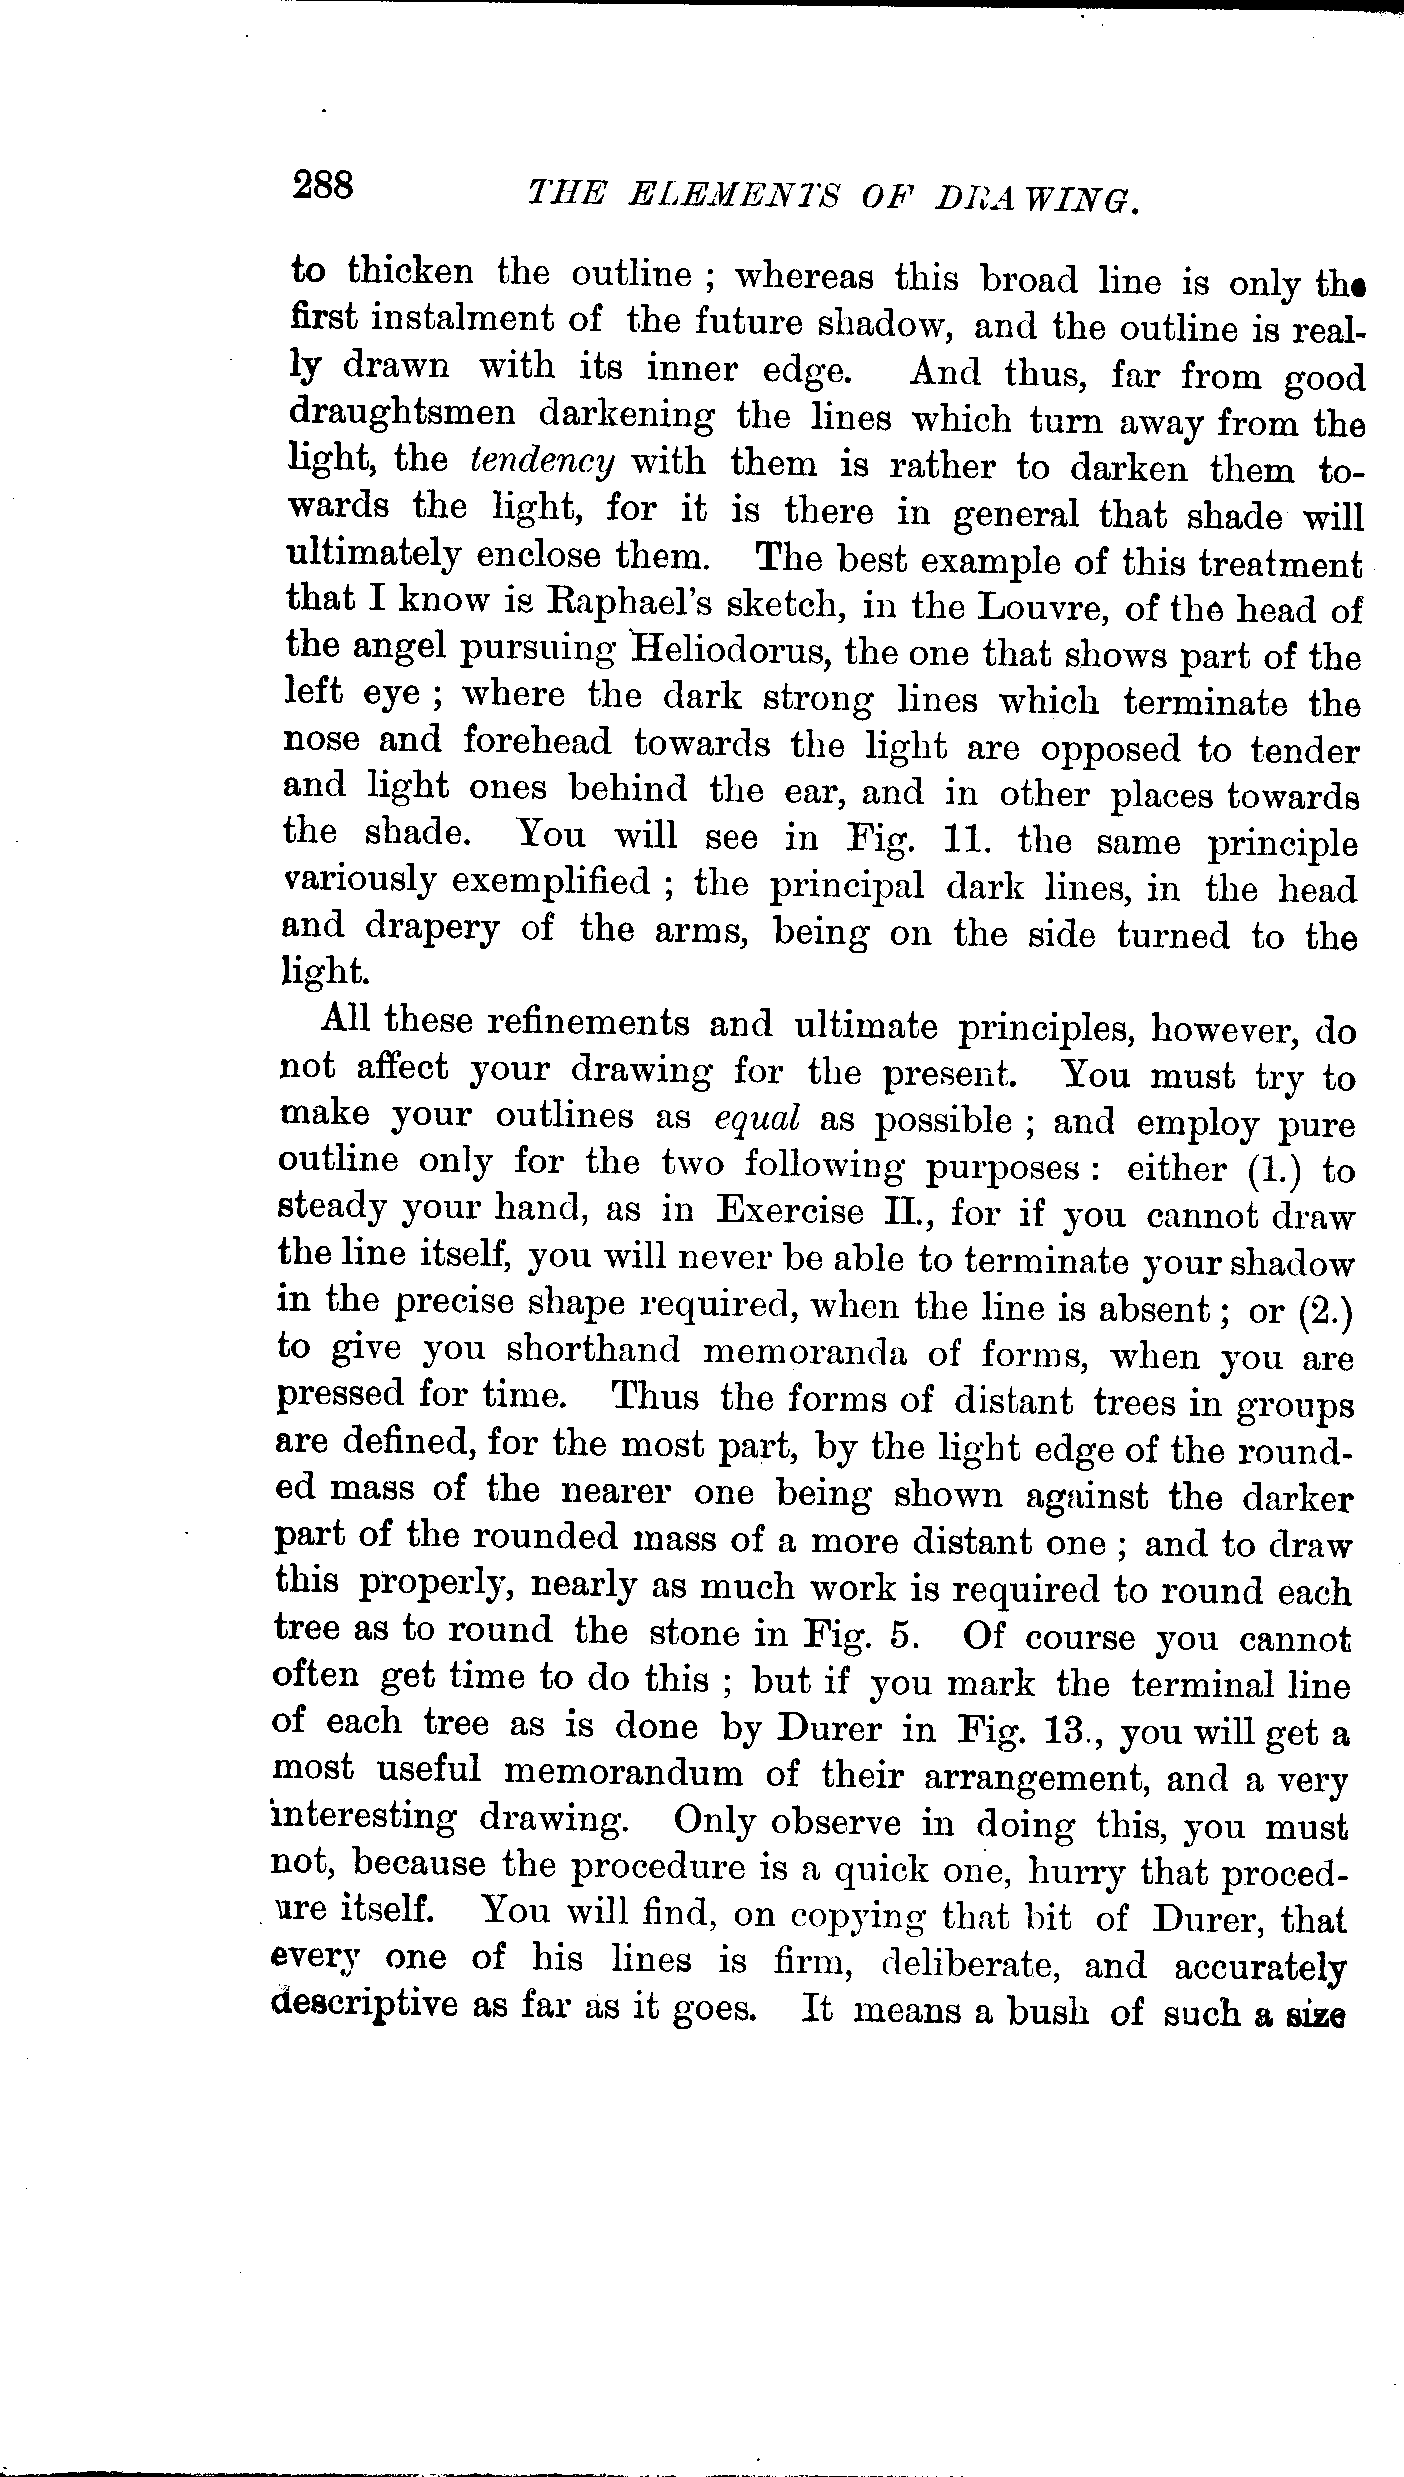 288 THE ELEMENTS OF DRAWING.
to thicken the outline ; whereas this broad line is only the
first instalment of the future shadow, and the outline is real-
ly drawn with its inner edge. And thus, far from good
draughtsmen darkening the lines which turn away from the
light, the tendency with them is rather to darken them to-
wards the light, for it is there in general that shade will
ultimately enclose them. The best example of this treatment
that I know is Raphael's sketch, in the Louvre, of the head of
the angel pursuing Heliodorus, the one that shows part of the
left eye ; where the dark strong lines which terminate the
nose and forehead towards the light are opposed to tender
and light ones behind the ear, and in other places towards
the shade. You will see in Fig. 11. the same principle
variously exemplified ; the principal dark lines, in the head
and drapery of the arms, being on the side turned to the
light.
All these refinements and ultimate principles, however, do
not affect your drawing for the present. You must try to
make your outlines as equal as possible ; and employ pure
outline only for the two following purposes : either (1.) to
steady your hand, as in Exercise II., for if you cannot draw
the line itself, you will never be able to terminate your shadow
in the precise shape required, when the line is absent ; or (2.)
to give you shorthand memoranda of forms, when you are
pressed for time. Thus the forms of distant trees in groups
are defined, for the most part, by the light edge of the round-
ed mass of the nearer one being shown against the darker
part of the rounded mass of a more distant one ; and to draw
this properly, nearly as much work is required to round each
tree as to round the stone in Fig. 5. Of course you cannot
often get time to do this ; but if you mark the terminal line
of each tree as is done by Durer in Fig. 13., you will get a
most useful memorandum of their arrangement, and a very
interesting drawing. Only observe in doing this, you must
not, because the procedure is a quick one, hurry that proced-
ure itself. You will find, on copying that bit of Durer, that
every one of his lines is firm, deliberate, and accurately
descriptive as far as it goes. It means a bush of such a size